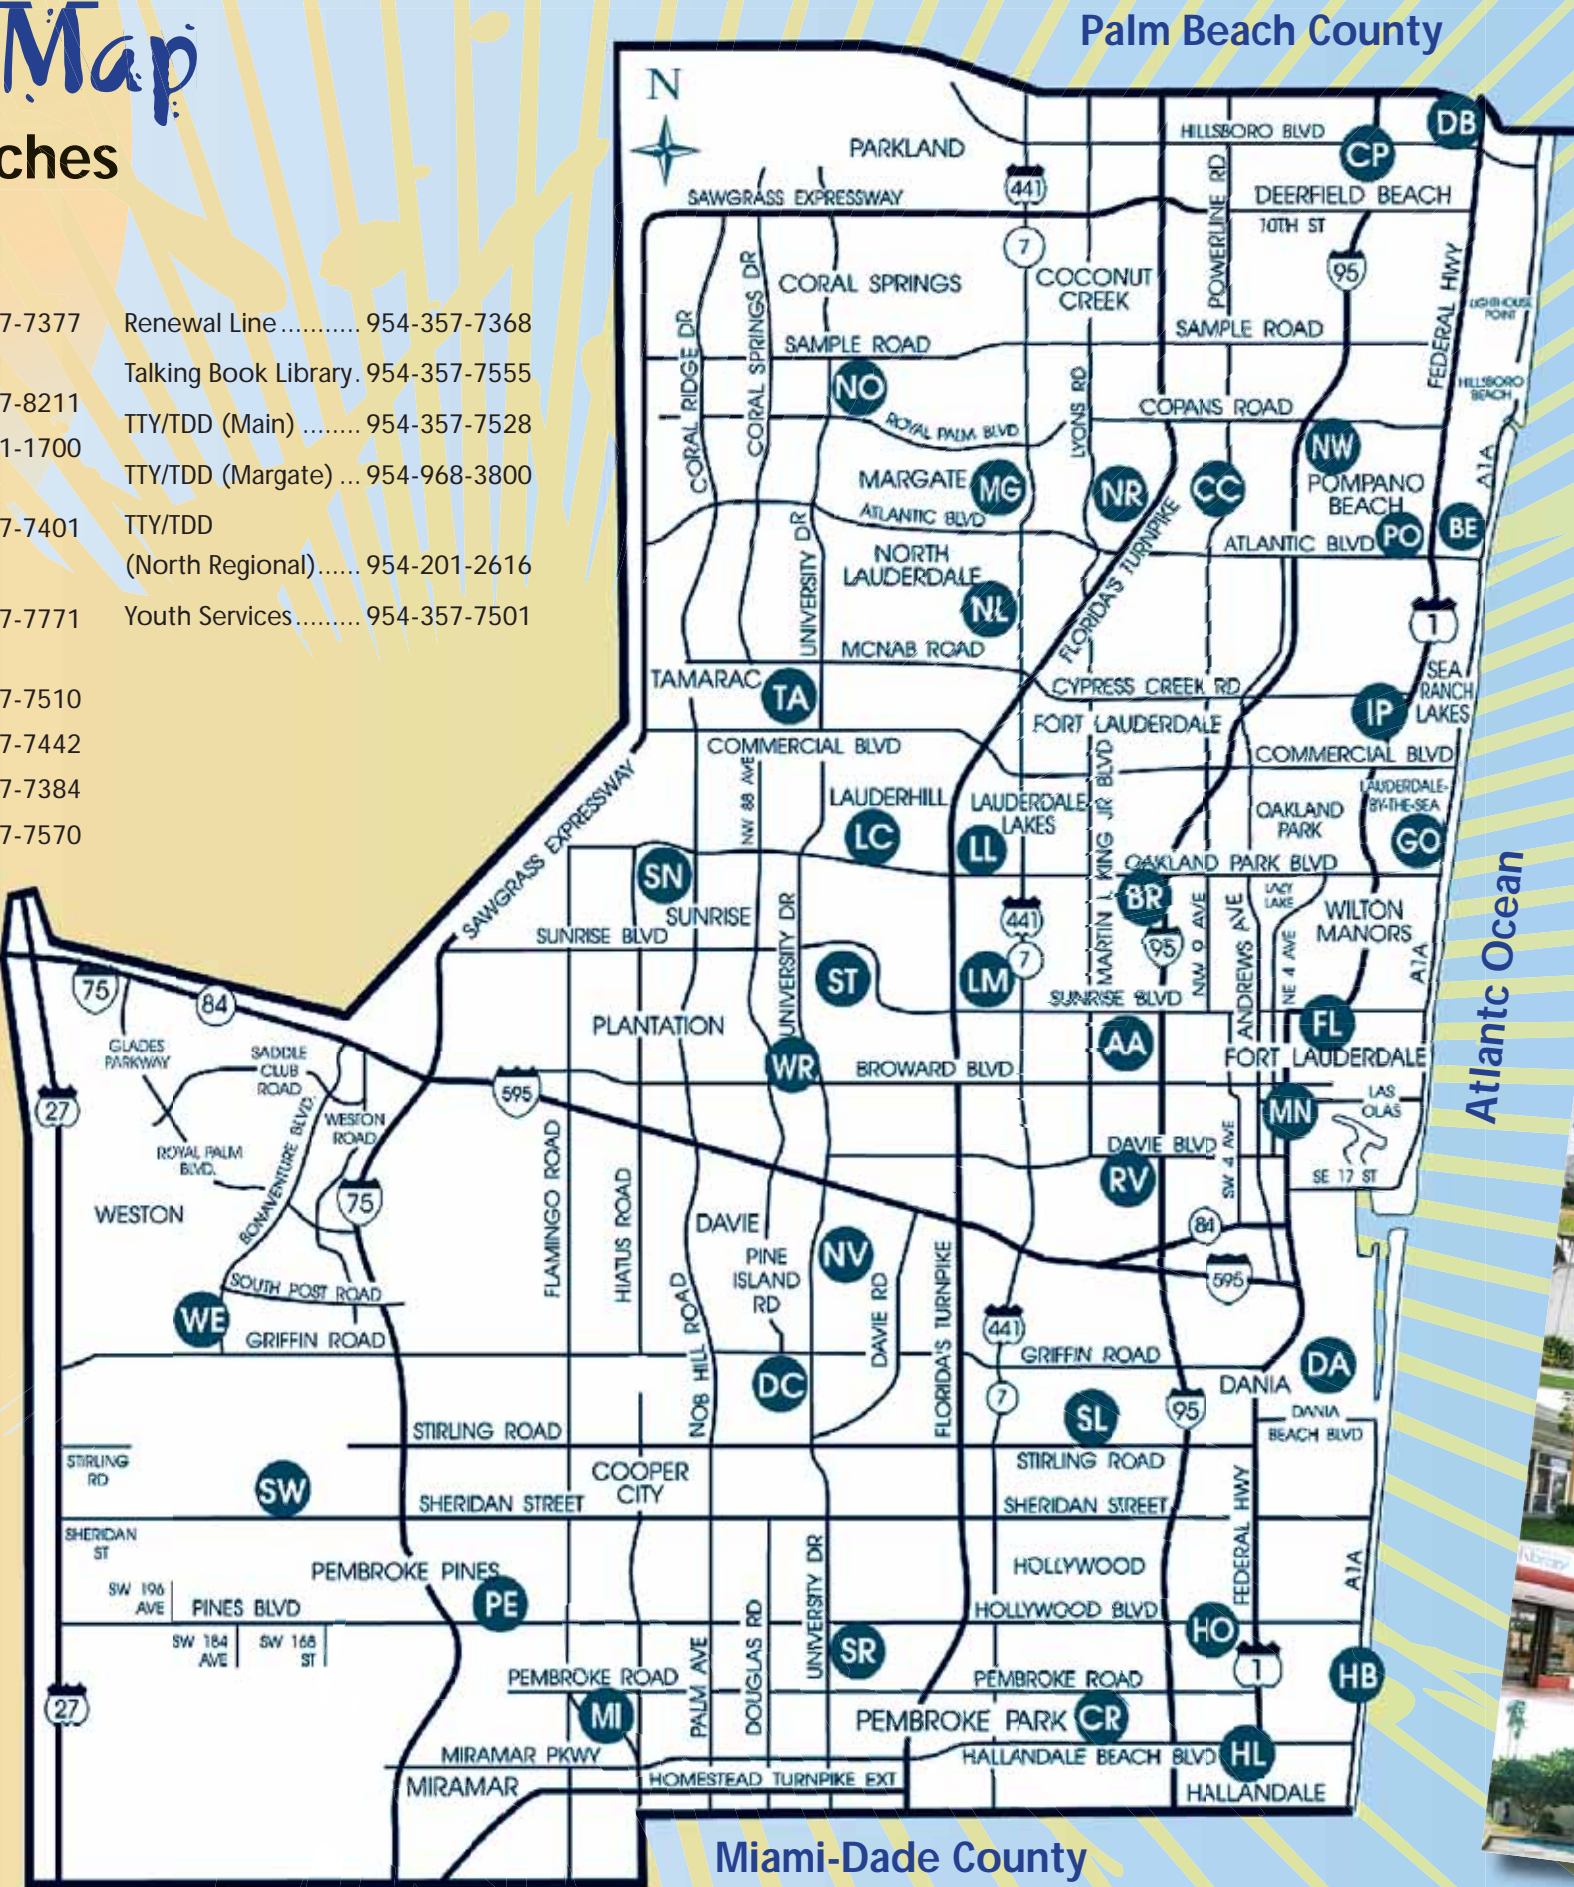 Map
ches
Palm Beach County
7-7377
7-8211
1-1700
7-7401
7-7771
7-7510
7-7442
7-7384
7-7570
Renewal Line........... 954-357-7368
Talking Book Library. 954-357-7555
TTY/TDD (Main) ........ 954-357-7528
TTY/TDD (Margate) ... 954-968-3800
TTY/TDD
(North Regional)...... 954-201-2616
Youth Services......... 954-357-7501
N
DB
HILLSBORO BLVD
CP
PARKLAND
441
POWERLINE RD
DEERFIELD BEACH
SAWGRASS EXPRESSWAY
10TH ST
7
95
FEDERAL HWY
CORAL RIDGE DR
CORAL SPRINGS DR
CORAL SPRINGS
COCONUT
CREEK
LIGHTHOUSE
POINT
SAMPLE ROAD
SAMPLE ROAD
NO
LYONS RD
HILLSBORO
BEACH
COPANS ROAD
ROYAL PALM BLVD
NW
A1A
MARGATE
MG
NR
CC
POMPANO
BEACH
ATLANTIC BLVD
UNIVERSITY DR
FLORIDA'S TURNPIKE
ATLANTIC BLVD
PO
BE
NORTH
LAUDERDALE
NL
1
MCNAB ROAD
TAMARAC
TA
CYPRESS CREEK RD
SEA
RANCH
LAKES
IP
FORT LAUDERDALE
COMMERCIAL BLVD
COMMERCIAL BLVD
SAWGRASS EXPRESSWAY
NW 88 AVE
LAUDERHILL
LC
LAUDERDALE
LAKES
LL
MARTIN L KING JR BLVD
OAKLAND
PARK
LAUDERDALE-
BY-THE-SEA
GO
OAKLAND PARK BLVD
SN
SUNRISE
SUNRISE BLVD
UNIVERSITY DR
441
7
BR
95
NW 9 AVE
ANDREWS AVE
LAZY
LAKE
NE 4 AVE
WILTON
MANORS
A1A
Atlantc Ocean
ST
LM
SUNRISE BLVD
75
84
GLADES
PARKWAY
SADDLE
CLUB
ROAD
PLANTATION
AA
FL
WR
BROWARD BLVD
FORT LAUDERDALE
27
595
WESTON
ROAD
MN
LAS
OLAS
ROYAL PALM
BLVD.
BONAVENTURE BLVD.
FLAMINGO ROAD
HIATUS ROAD
DAVIE BLVD
SW 4 AVE
RV
SE 17 ST
75
WESTON
DAVIE
PINE
ISLAND
RD
NV
DAVIE RD
84
595
SOUTH POST ROAD
WE
GRIFFIN ROAD
NOB HILL ROAD
FLORIDA'S TURNPIKE
441
GRIFFIN ROAD
DA
DC
7
DANIA
95
SL
DANIA
BEACH BLVD
STIRLING ROAD
STIRLING
RD
STIRLING ROAD
SW
COOPER
CITY
SHERIDAN STREET
SHERIDAN STREET
FEDERAL HWY
SHERIDAN
ST
PEMBROKE PINES
HOLLYWOOD
A1A
SW 196
AVE
PINES BLVD
PE
UNIVERSITY DR
HOLLYWOOD BLVD
HO
SW 184
AVE
SW 168
ST
DOUGLAS RD
PALM AVE
SR
1
HB
PEMBROKE ROAD
PEMBROKE ROAD
27
MI
PEMBROKE PARK
CR
MIRAMAR PKWY
HALLANDALE BEACH BLVD
HL
MIRAMAR
HOMESTEAD TURNPIKE EXT
HALLANDALE
Miami-Dade County